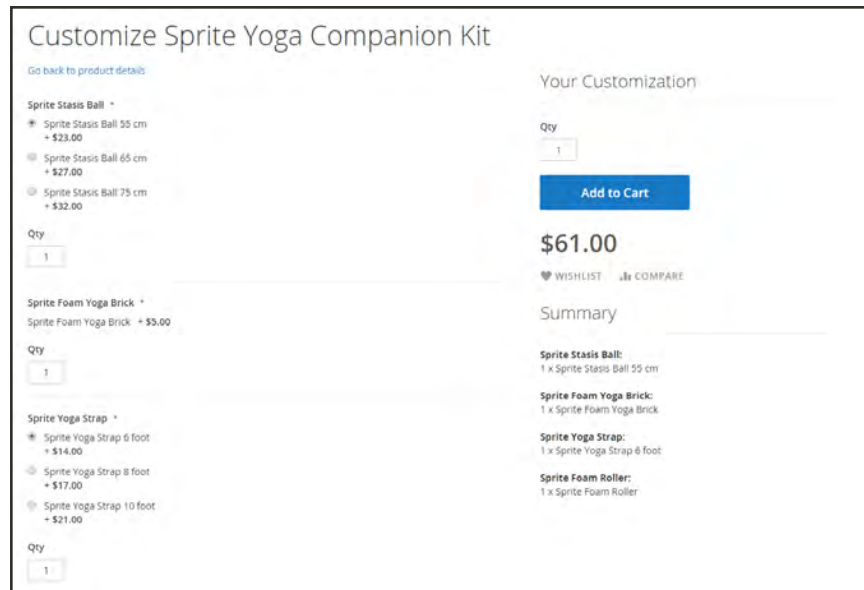 Customize Sprite Yoga Companion Kit
Go back to product details
Sprite Stasis Ball *
Sprite Stasis Ball 55 cm
+ $23.00
Sprite Stasis Ball 65 cm
+ $27.00
Sprite Stasis Ball 75 cm
+ $32.00
Qty
1
Sprite Foam Yoga Brick *
Sprite Foam Yoga Brick + $5.00
Qty
1
Sprite Yoga Strap *
Sprite Yoga Strap 6 foot
+ $14.00
Sprite Yoga Strap 8 foot
+ $17.00
Sprite Yoga Strap 10 foot
+ $21.00
Qty
1
Your Customization
Qty
1
Add to Cart
$61.00
WISHLIST COMPARE
Summary
Sprite Stasis Ball:
1 x Sprite Stasis Ball 55 cm
Sprite Foam Yoga Brick:
1 x Sprite Foam Yoga Brick
Sprite Yoga Strap:
1 x Sprite Yoga Strap 6 foot
Sprite Foam Roller:
1 x Sprite Foam Roller